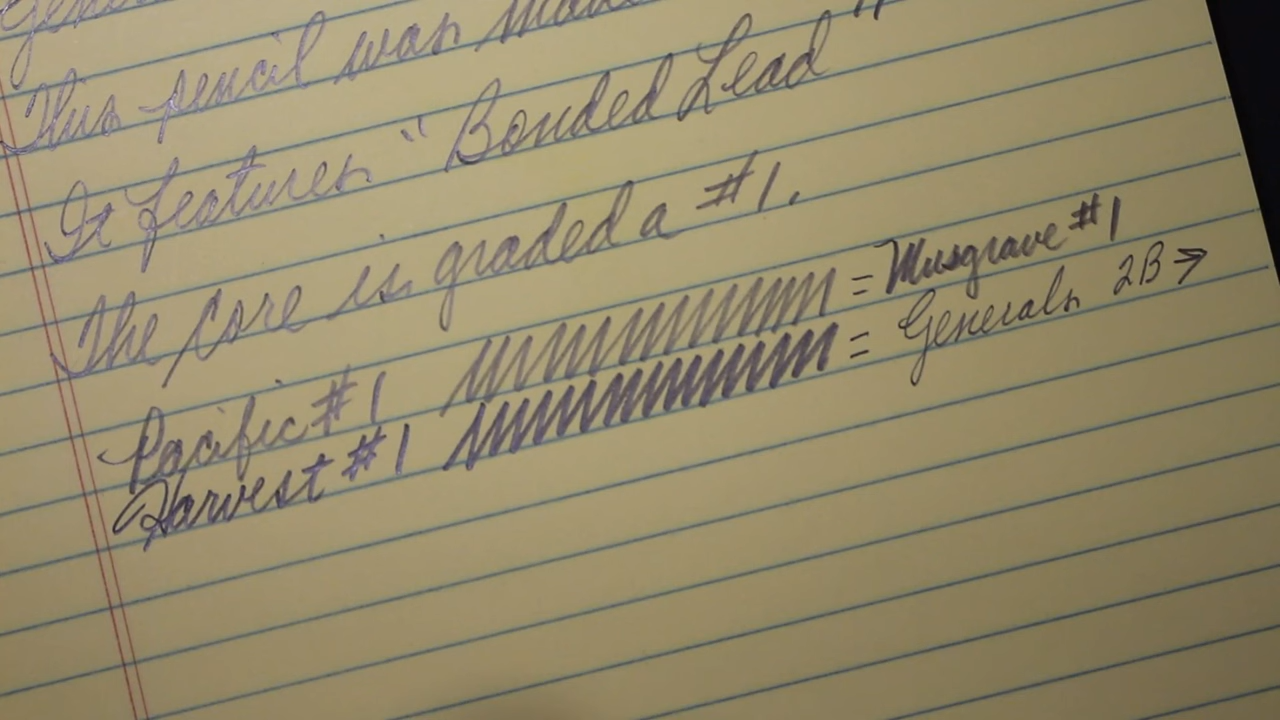 This pencil was made
It features "Bonded Lead"
The core is graded a #1.
Pacific #1 = Musgrave #1
Harvest #1 = Generals 2B →